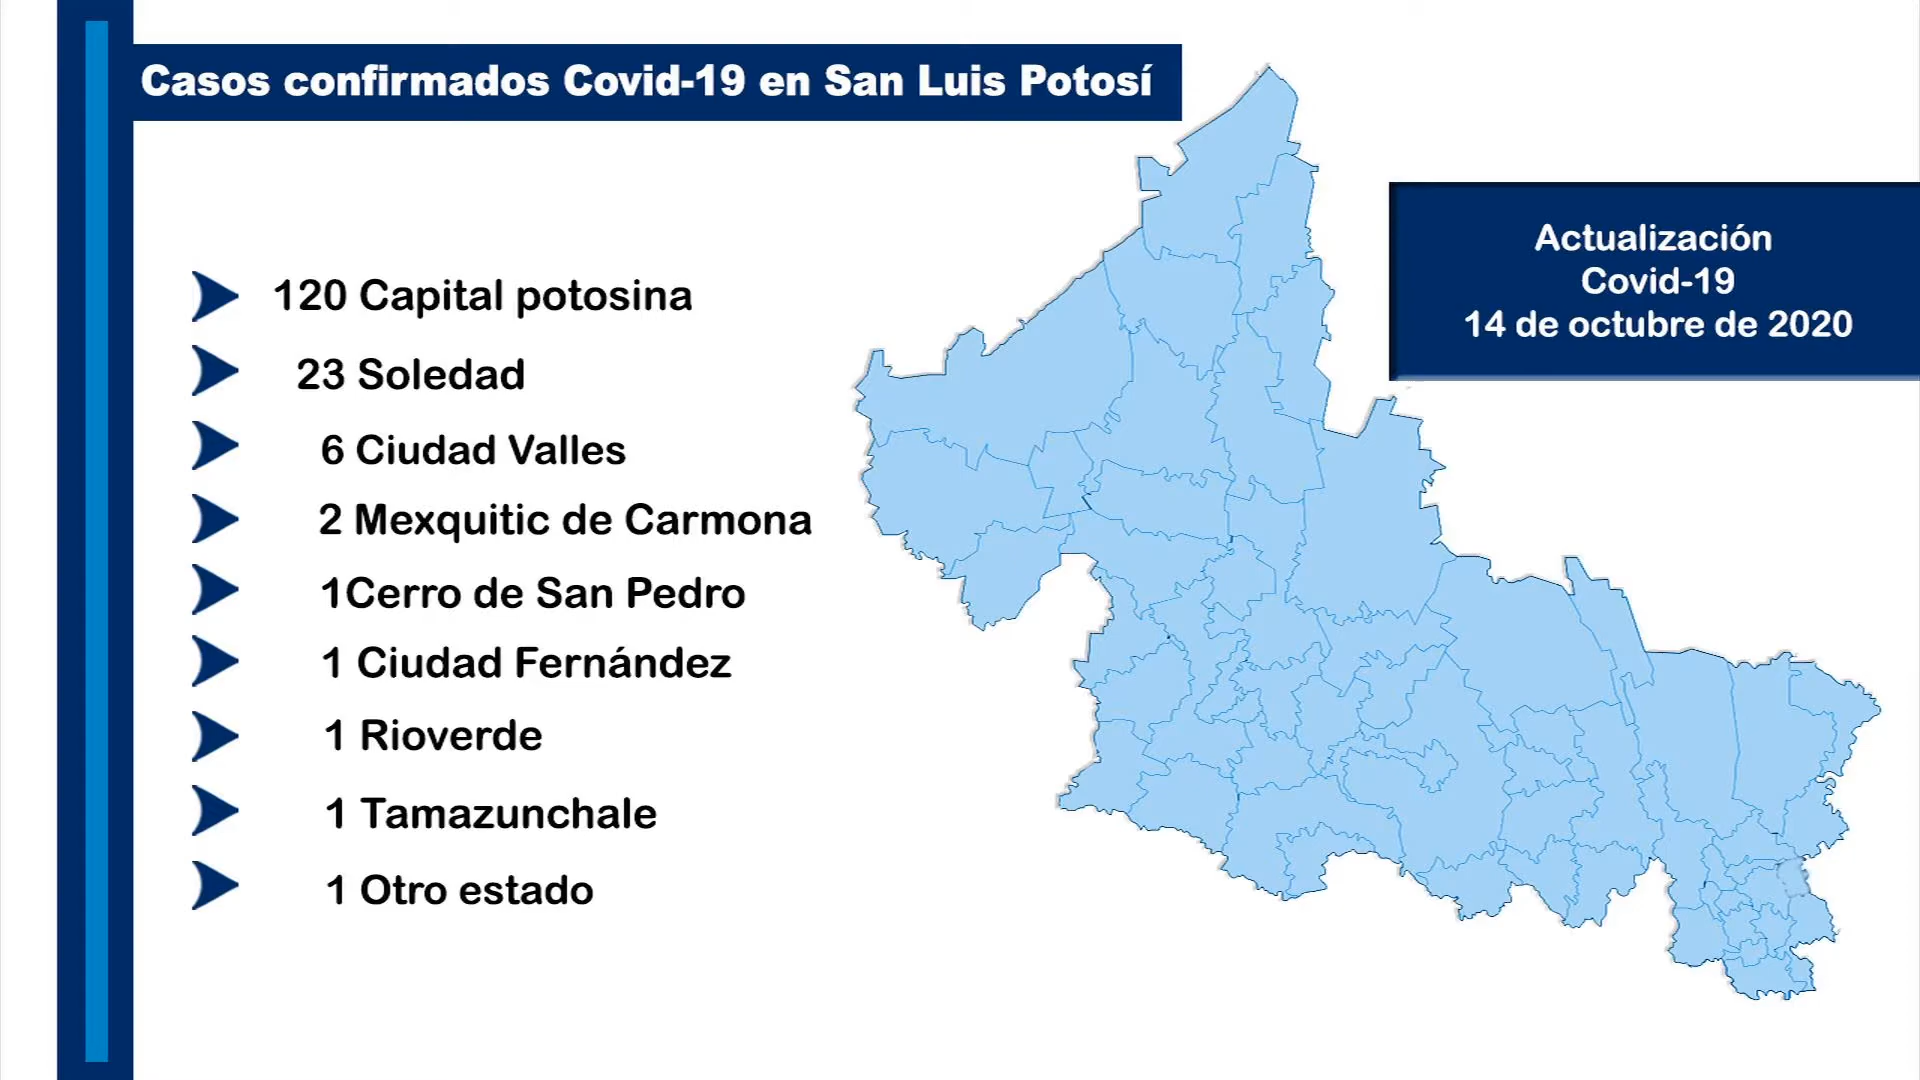 Casos confirmados Covid-19 en San Luis Potosí
Actualización
Covid-19
14 de octubre de 2020
120 Capital potosina
23 Soledad
6 Ciudad Valles
2 Mexquitic de Carmona
1Cerro de San Pedro
1 Ciudad Fernández
1 Rioverde
1 Tamazunchale
1 Otro estado